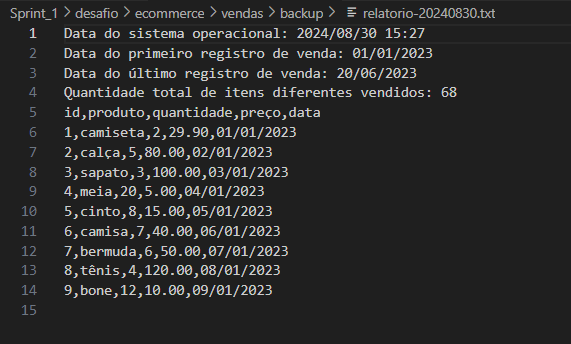 Sprint_1 > desafio > ecommerce > vendas > backup > relatorio-20240830.txt
1 Data do sistema operacional: 2024/08/30 15:27
2 Data do primeiro registro de venda: 01/01/2023
3 Data do último registro de venda: 20/06/2023
4 Quantidade total de itens diferentes vendidos: 68
5 id,produto,quantidade,preço,data
6 1,camiseta,2,29.90,01/01/2023
7 2,calça,5,80.00,02/01/2023
8 3,sapato,3,100.00,03/01/2023
9 4,meia,20,5.00,04/01/2023
10 5,cinto,8,15.00,05/01/2023
11 6,camisa,7,40.00,06/01/2023
12 7,bermuda,6,50.00,07/01/2023
13 8,tênis,4,120.00,08/01/2023
14 9,bone,12,10.00,09/01/2023
15